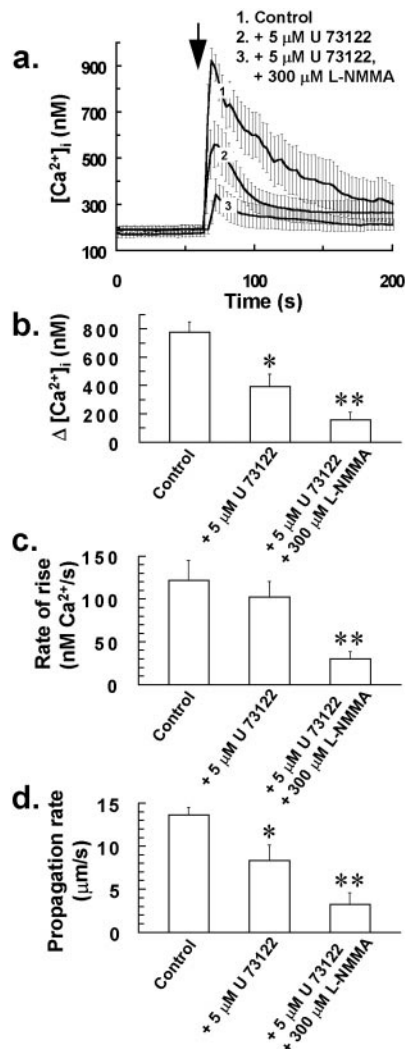 1. Control
2. + 5 μM U 73122
3. + 5 μM U 73122,
+ 300 μM L-NMMA
a.
[Ca²⁺]ᵢ (nM)
900
700
500
300
100
1
2
3
0
100
200
Time (s)
b.
Δ [Ca²⁺]ᵢ (nM)
800
600
400
200
0
*
**
Control
+ 5 μM U 73122
+ 5 μM U 73122
+ 300 μM L-NMMA
c.
Rate of rise
(nM Ca²⁺/s)
150
100
50
0
**
Control
+ 5 μM U 73122
+ 5 μM U 73122
+ 300 μM L-NMMA
d.
Propagation rate
(μm/s)
15
10
5
0
*
**
Control
+ 5 μM U 73122
+ 5 μM U 73122
+ 300 μM L-NMMA